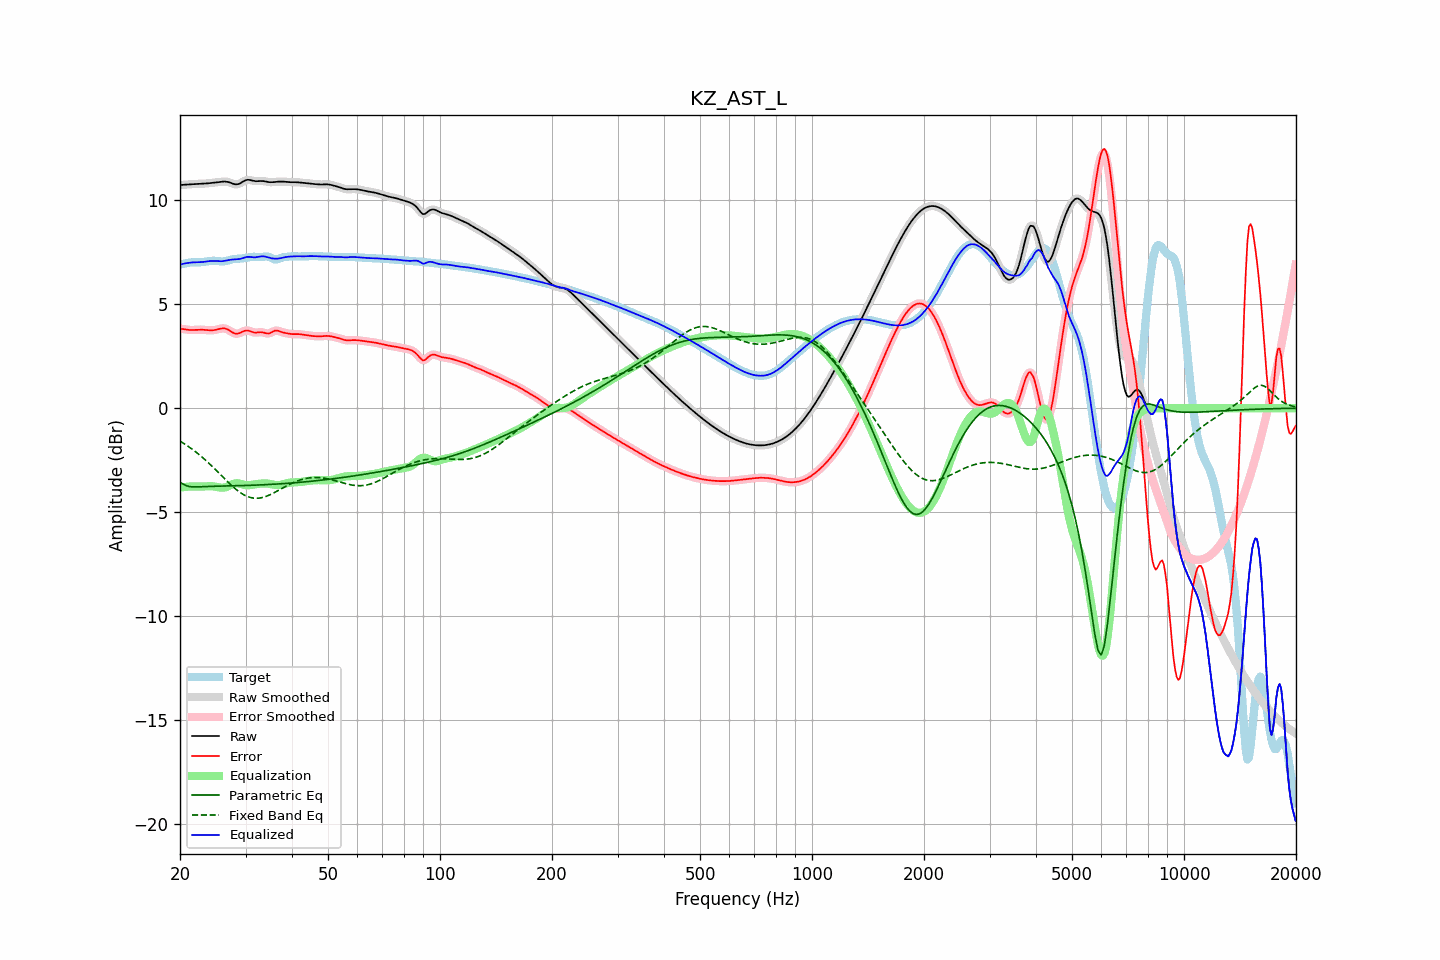 KZ_AST_L
Amplitude (dBr)
10
5
0
−5
−10
−15
−20
Target
Raw Smoothed
Error Smoothed
Raw
Error
Equalization
Parametric Eq
Fixed Band Eq
Equalized
20 50 100 200 500 1000 2000 5000 10000 20000
Frequency (Hz)